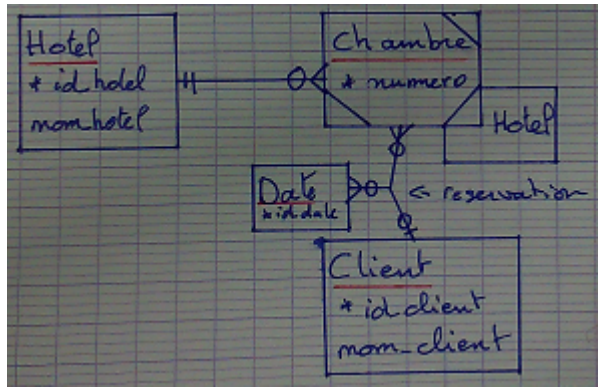 Hotel
* id hotel
nom hotel
Chambre
* numero
Hotel
Date
* id date
<- reservation
Client
* id client
nom_client